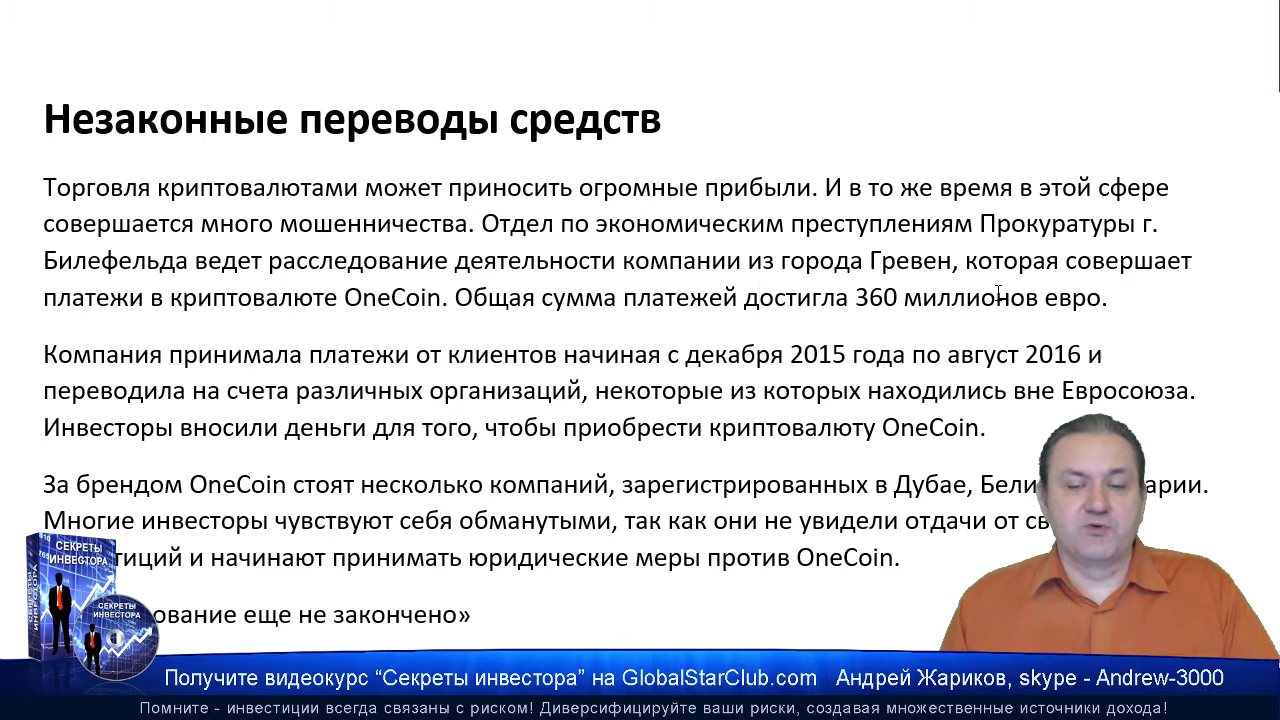 Незаконные переводы средств
Торговля криптовалютами может приносить огромные прибыли. И в то же время в этой сфере
совершается много мошенничества. Отдел по экономическим преступлениям Прокуратуры г.
Билефельда ведет расследование деятельности компании из города Гревен, которая совершает
платежи в криптовалюте OneCoin. Общая сумма платежей достигла 360 миллионов евро.
Компания принимала платежи от клиентов начиная с декабря 2015 года по август 2016 и
переводила на счета различных организаций, некоторые из которых находились вне Евросоюза.
Инвесторы вносили деньги для того, чтобы приобрести криптовалюту OneCoin.
За брендом OneCoin стоят несколько компаний, зарегистрированных в Дубае, Бели арии.
Многие инвесторы чувствуют себя обманутыми, так как они не увидели отдачи от св
тиций и начинают принимать юридические меры против OneCoin.
ование еще не закончено»
СЕКРЕТЫ
ИНВЕСТОРА
СЕКРЕТЫ
ИНВЕСТОРА
Получите видеокурс “Секреты инвестора” на GlobalStarClub.com Андрей Жариков, skype - Andrew-3000
Помните - инвестиции всегда связаны с риском! Диверсифицируйте ваши риски, создавая множественные источники дохода!